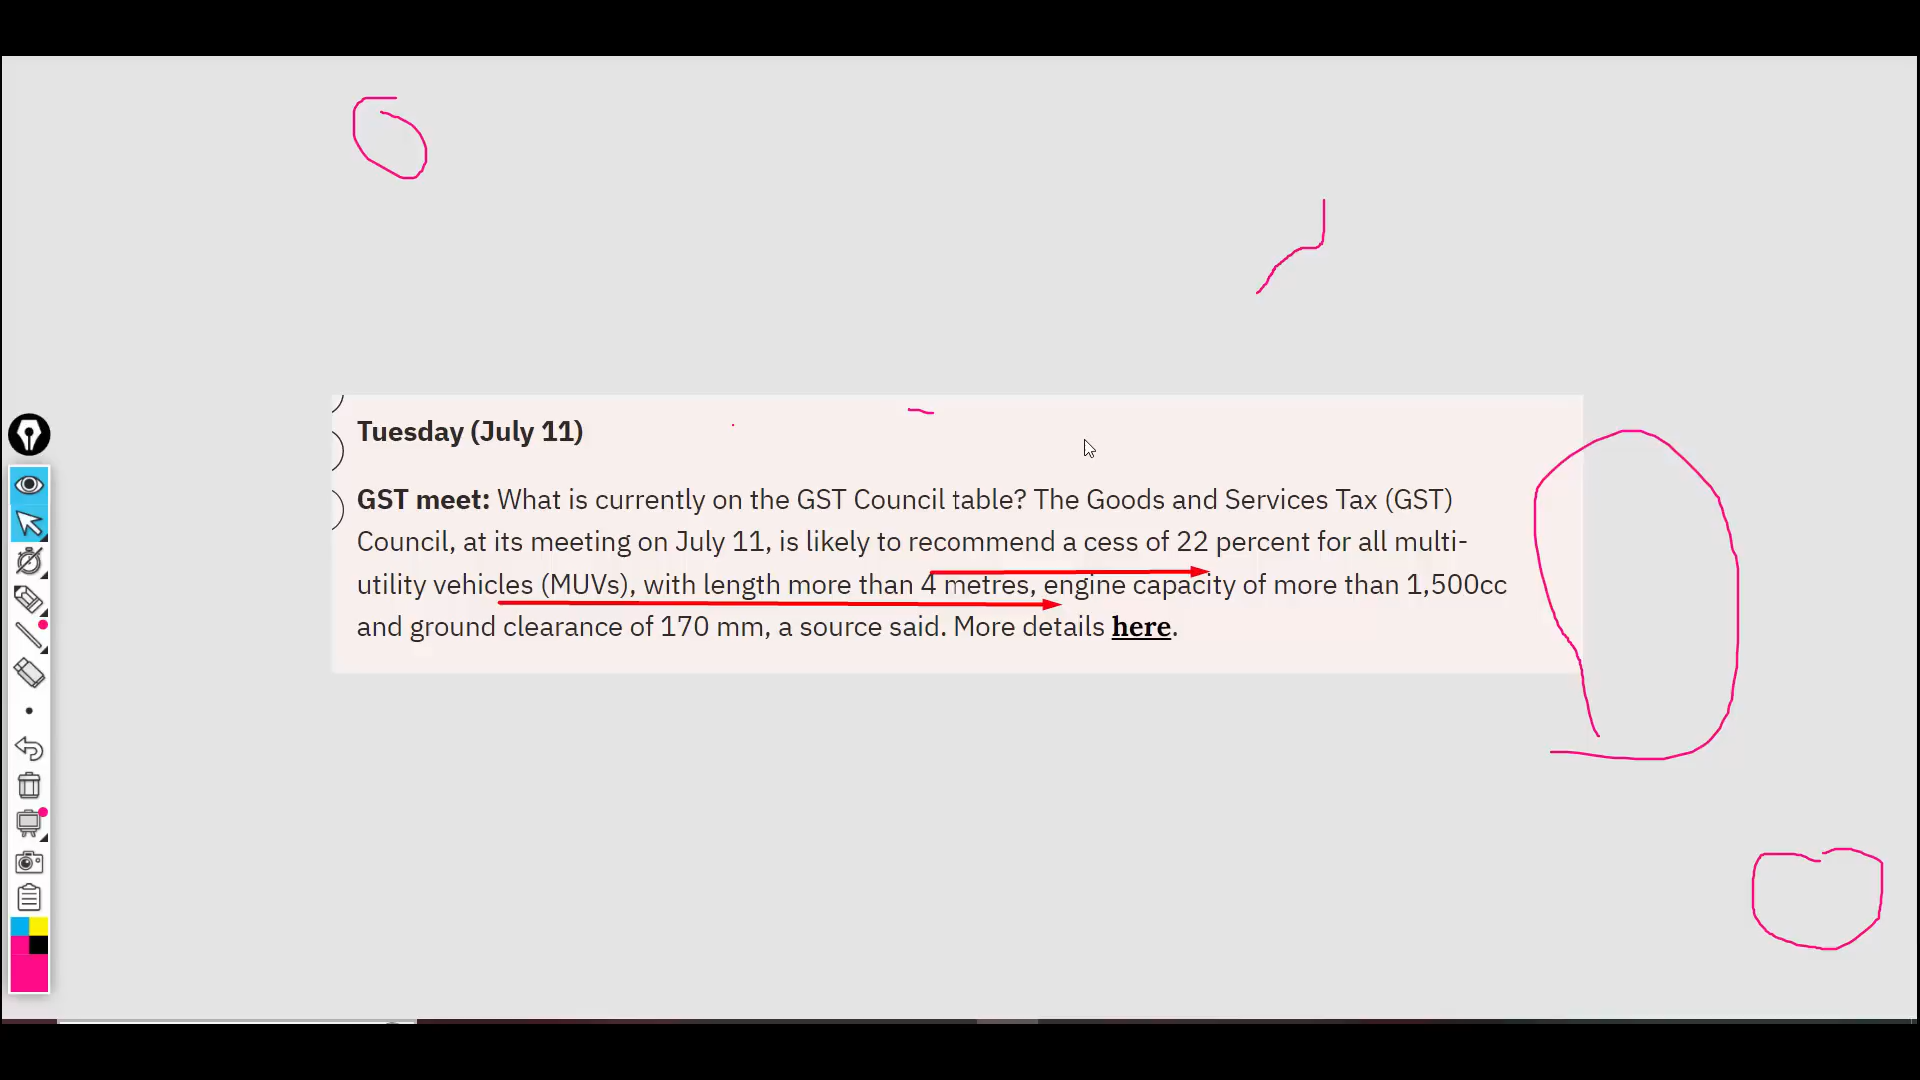 Tuesday (July 11)
GST meet: What is currently on the GST Council table? The Goods and Services Tax (GST)
Council, at its meeting on July 11, is likely to recommend a cess of 22 percent for all multi-
utility vehicles (MUVs), with length more than 4 metres, engine capacity of more than 1,500cc
and ground clearance of 170 mm, a source said. More details here.